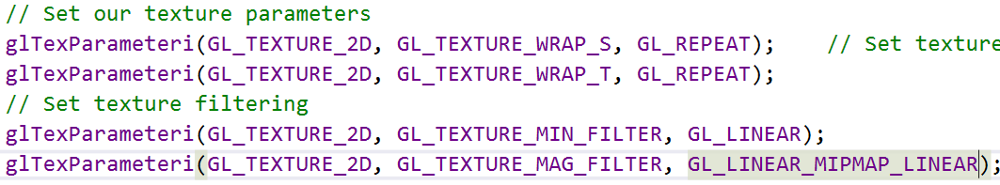 // Set our texture parameters
glTexParameteri(GL_TEXTURE_2D, GL_TEXTURE_WRAP_S, GL_REPEAT);    // Set texture
glTexParameteri(GL_TEXTURE_2D, GL_TEXTURE_WRAP_T, GL_REPEAT);
// Set texture filtering
glTexParameteri(GL_TEXTURE_2D, GL_TEXTURE_MIN_FILTER, GL_LINEAR);
glTexParameteri(GL_TEXTURE_2D, GL_TEXTURE_MAG_FILTER, GL_LINEAR_MIPMAP_LINEAR);